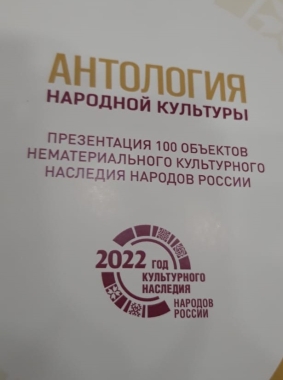 АНТОЛОГИЯ
НАРОДНОЙ КУЛЬТУРЫ
ПРЕЗЕНТАЦИЯ 100 ОБЪЕКТОВ
НЕМАТЕРИАЛЬНОГО КУЛЬТУРНОГО
НАСЛЕДИЯ НАРОДОВ РОССИИ
2022 ГОД
КУЛЬТУРНОГО
НАСЛЕДИЯ
НАРОДОВ
РОССИИ